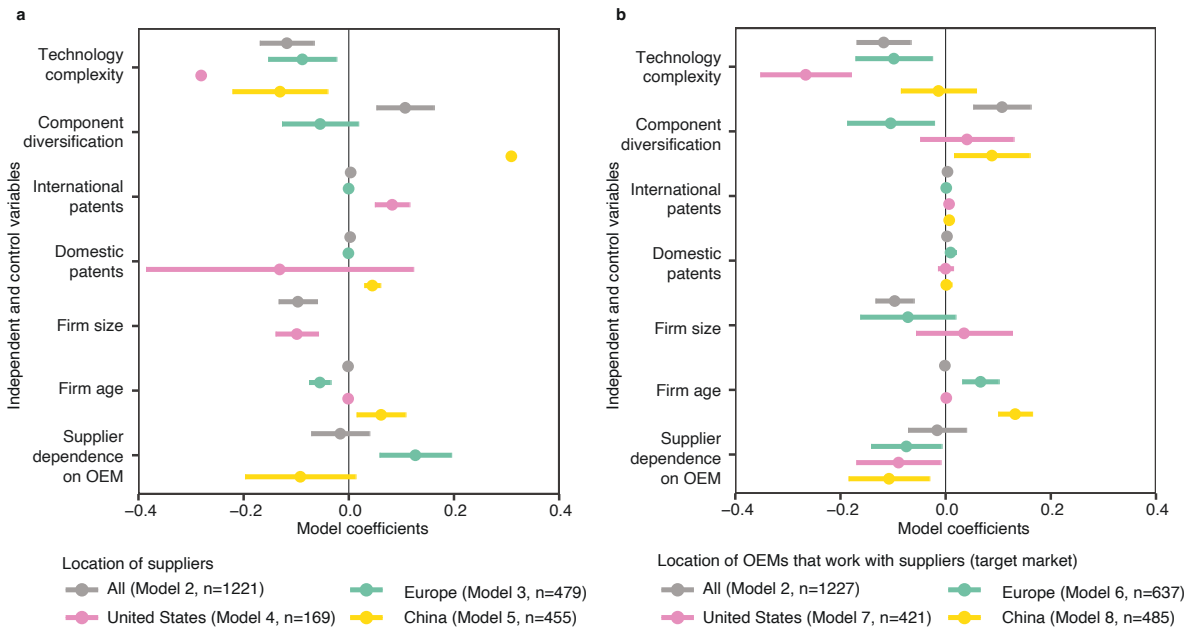 a
Independent and control variables
Technology
complexity
Component
diversification
International
patents
Domestic
patents
Firm size
Firm age
Supplier
dependence
on OEM
−0.4
−0.2
0.0
0.2
0.4
Model coefficients
Location of suppliers
All (Model 2, n=1221)
Europe (Model 3, n=479)
United States (Model 4, n=169)
China (Model 5, n=455)
b
Independent and control variables
Technology
complexity
Component
diversification
International
patents
Domestic
patents
Firm size
Firm age
Supplier
dependence
on OEM
−0.4
−0.2
0.0
0.2
0.4
Model coefficients
Location of OEMs that work with suppliers (target market)
All (Model 2, n=1227)
Europe (Model 6, n=637)
United States (Model 7, n=421)
China (Model 8, n=485)